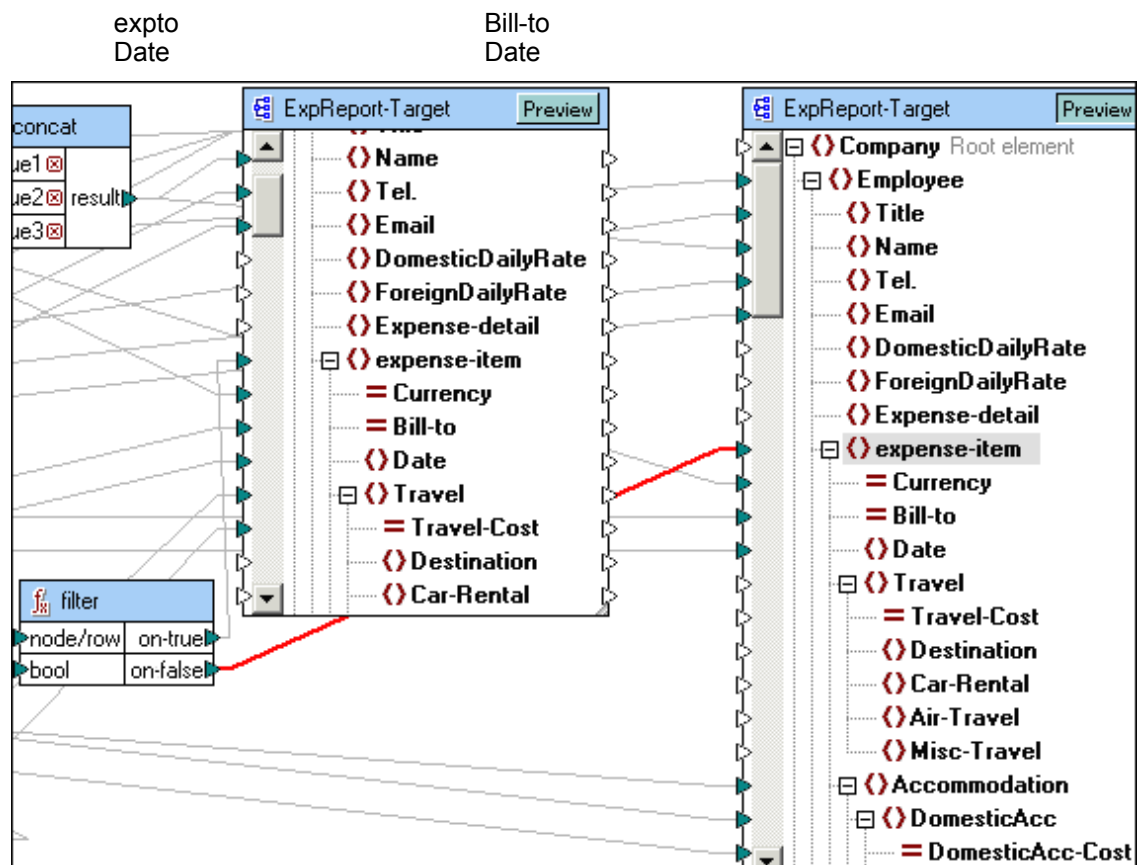 expto Bill-to
Date Date
ExpReport-Target Preview
Name
Tel.
Email
DomesticDailyRate
ForeignDailyRate
Expense-detail
expense-item
Currency
Bill-to
Date
Travel
Travel-Cost
Destination
Car-Rental
concat
ue1
ue2 result
ue3
filter
node/row on-true
bool on-false
ExpReport-Target Preview
Company Root element
Employee
Title
Name
Tel.
Email
DomesticDailyRate
ForeignDailyRate
Expense-detail
expense-item
Currency
Bill-to
Date
Travel
Travel-Cost
Destination
Car-Rental
Air-Travel
Misc-Travel
Accommodation
DomesticAcc
DomesticAcc-Cost